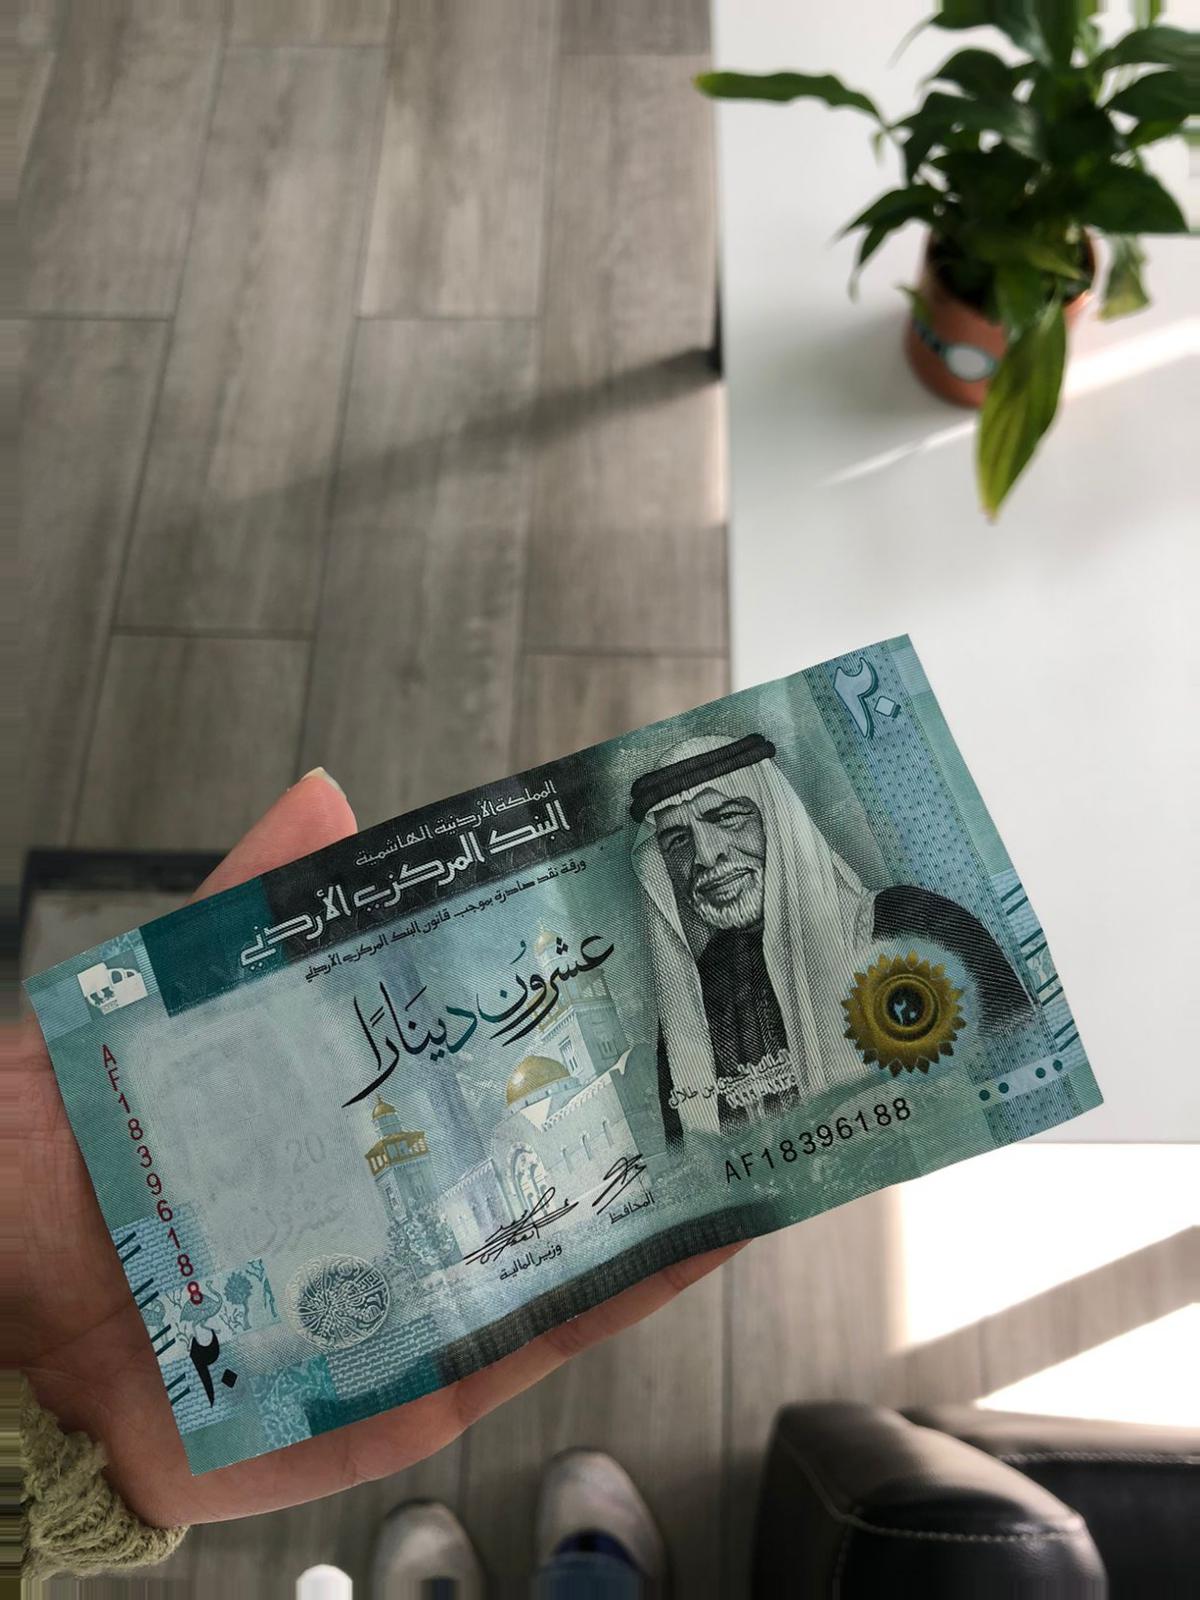 المملكة الأردنية الهاشمية
البنك المركزي الأردني
ورقة نقد صادرة بموجب قانون البنك المركزي الأردني
عشرون دينارًا
٢٠
٢٠
الملك الحسين بن طلال
AF18396188
AF18396188
المحافظ
وزير المالية
20
عشرون
٢٠